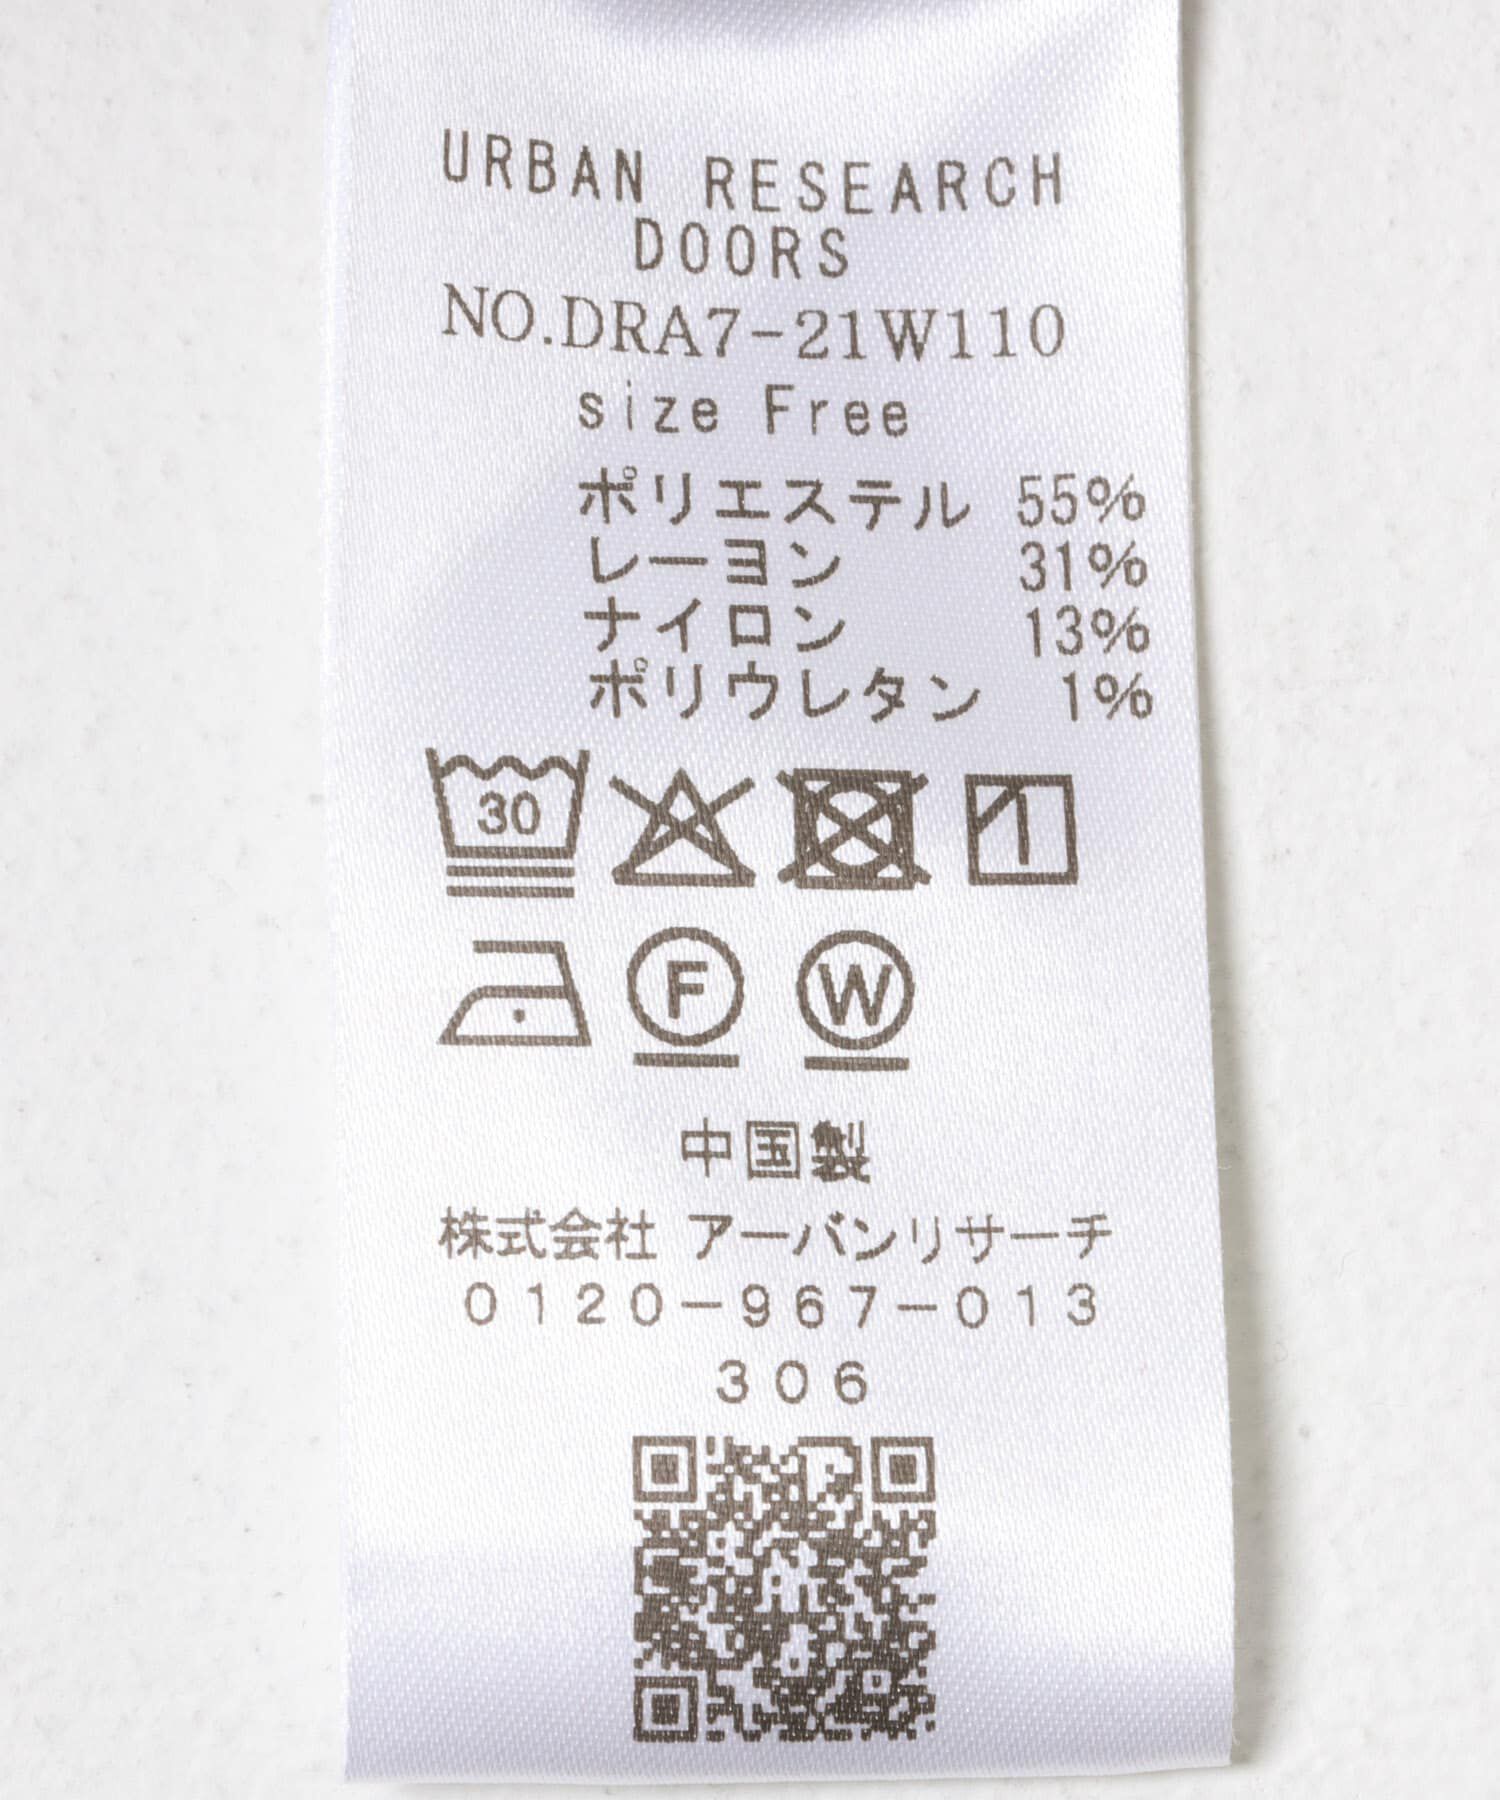 URBAN RESEARCH
DOORS
NO.DRA7-21W110
size Free
ポリエステル 55%
レーヨン 31%
ナイロン 13%
ポリウレタン 1%
30
F W
中国製
株式会社 アーバンリサーチ
0120-967-013
306